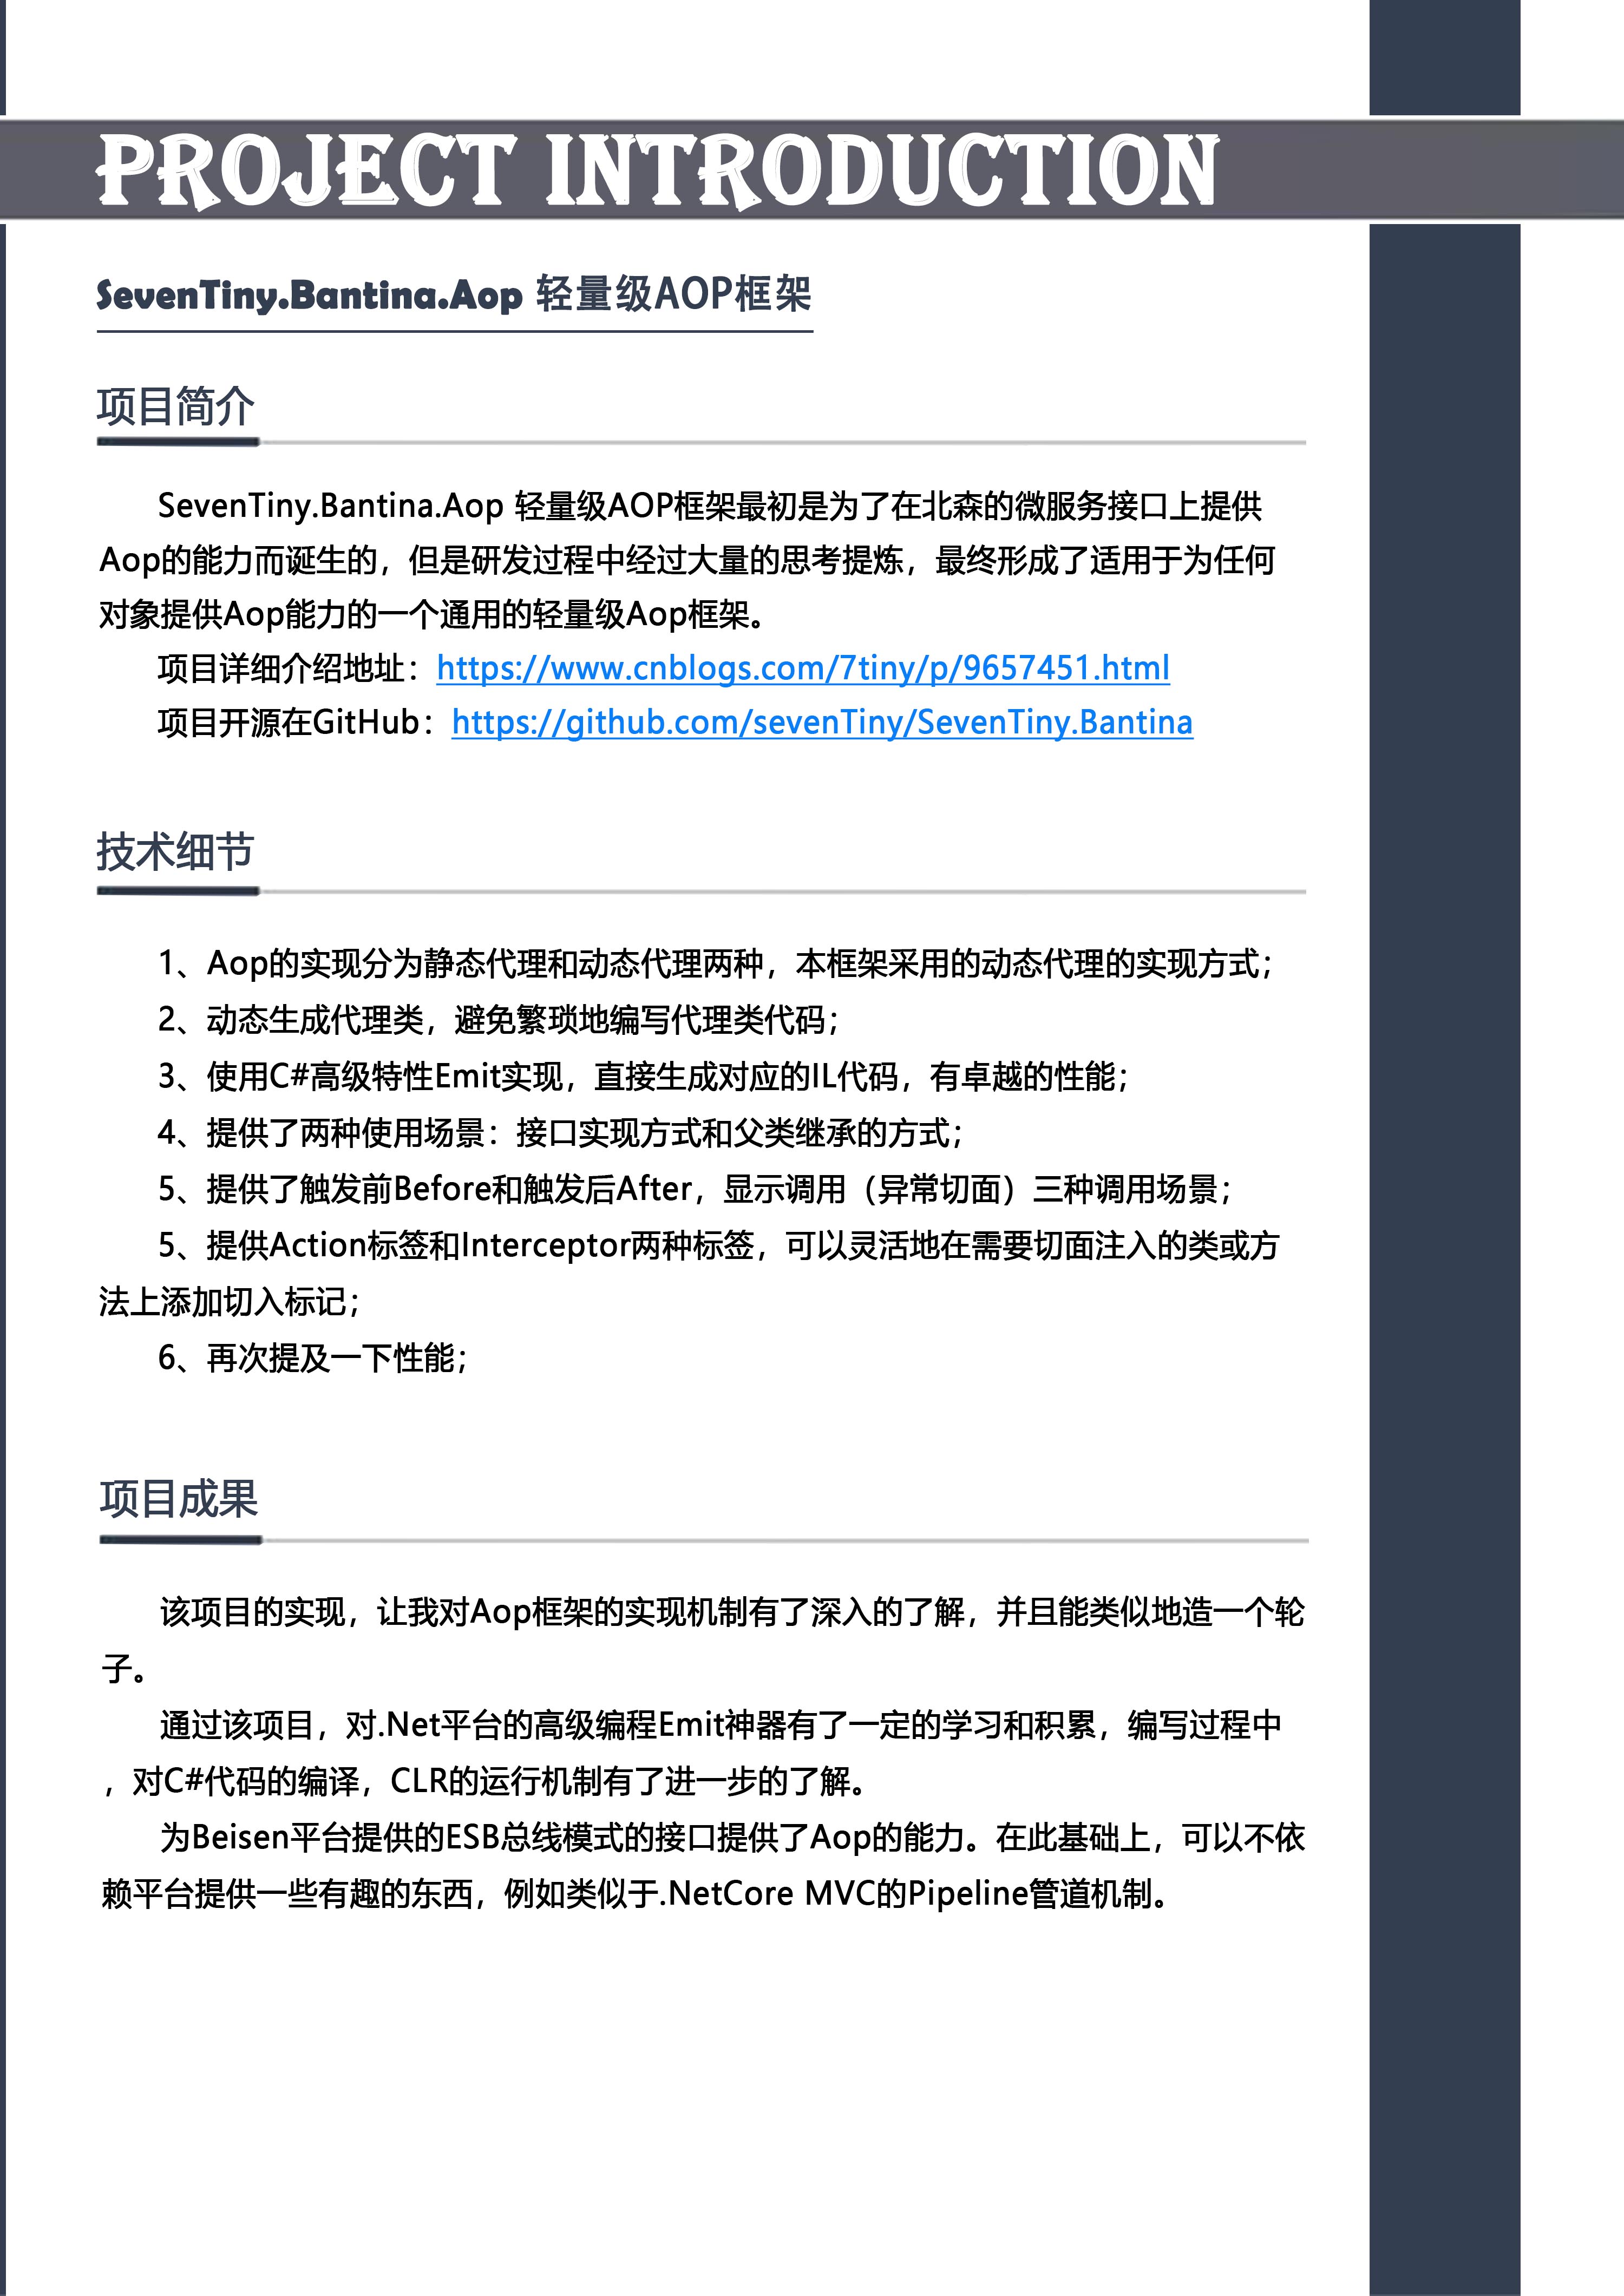 PROJECT INTRODUCTION
SevenTiny.Bantina.Aop 轻量级AOP框架
项目简介
SevenTiny.Bantina.Aop 轻量级AOP框架最初是为了在北森的微服务接口上提供
Aop的能力而诞生的，但是研发过程中经过大量的思考提炼，最终形成了适用于为任何
对象提供Aop能力的一个通用的轻量级Aop框架。
项目详细介绍地址：https://www.cnblogs.com/7tiny/p/9657451.html
项目开源在GitHub：https://github.com/sevenTiny/SevenTiny.Bantina
技术细节
1、Aop的实现分为静态代理和动态代理两种，本框架采用的动态代理的实现方式；
2、动态生成代理类，避免繁琐地编写代理类代码；
3、使用C#高级特性Emit实现，直接生成对应的IL代码，有卓越的性能；
4、提供了两种使用场景：接口实现方式和父类继承的方式；
5、提供了触发前Before和触发后After，显示调用（异常切面）三种调用场景；
5、提供Action标签和Interceptor两种标签，可以灵活地在需要切面注入的类或方
法上添加切入标记；
6、再次提及一下性能；
项目成果
该项目的实现，让我对Aop框架的实现机制有了深入的了解，并且能类似地造一个轮
子。
通过该项目，对.Net平台的高级编程Emit神器有了一定的学习和积累，编写过程中
，对C#代码的编译，CLR的运行机制有了进一步的了解。
为Beisen平台提供的ESB总线模式的接口提供了Aop的能力。在此基础上，可以不依
赖平台提供一些有趣的东西，例如类似于.NetCore MVC的Pipeline管道机制。